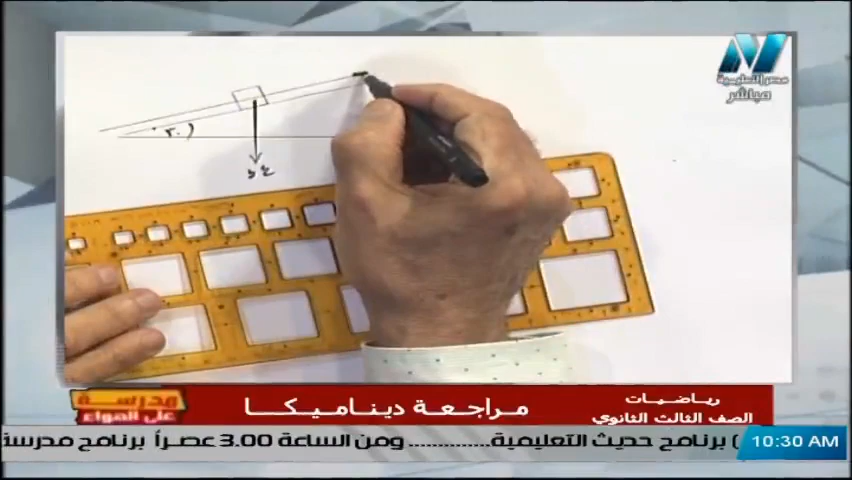 مصر التعليمية
مباشر
٣٠°
ء د
رياضيات
الصف الثالث الثانوي
مراجعة ديناميكا
مدرسة
على الهواء
) برنامج حديث التعليمية.......... ومن الساعة 3.00 عصراً برنامج مدرسة
10:30 AM